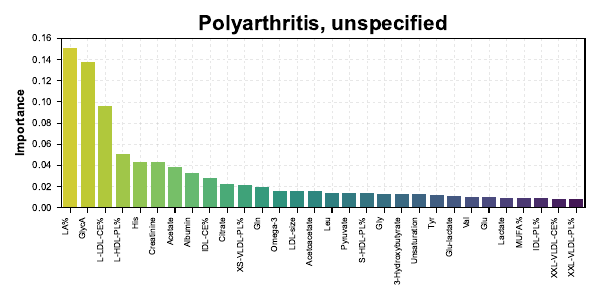 Polyarthritis, unspecified
Importance
0.16
0.14
0.12
0.10
0.08
0.06
0.04
0.02
0.00
LA%
GlycA
L-LDL-CE%
L-HDL-PL%
His
Creatinine
Acetate
Albumin
IDL-CE%
Citrate
XS-VLDL-PL%
Gln
Omega-3
LDL-size
Acetoacetate
Leu
Pyruvate
S-HDL-PL%
Gly
3-Hydroxybutyrate
Unsaturation
Tyr
Glu-lactate
Val
Glu
Lactate
MUFA%
IDL-PL%
XXL-VLDL-CE%
XXL-VLDL-PL%